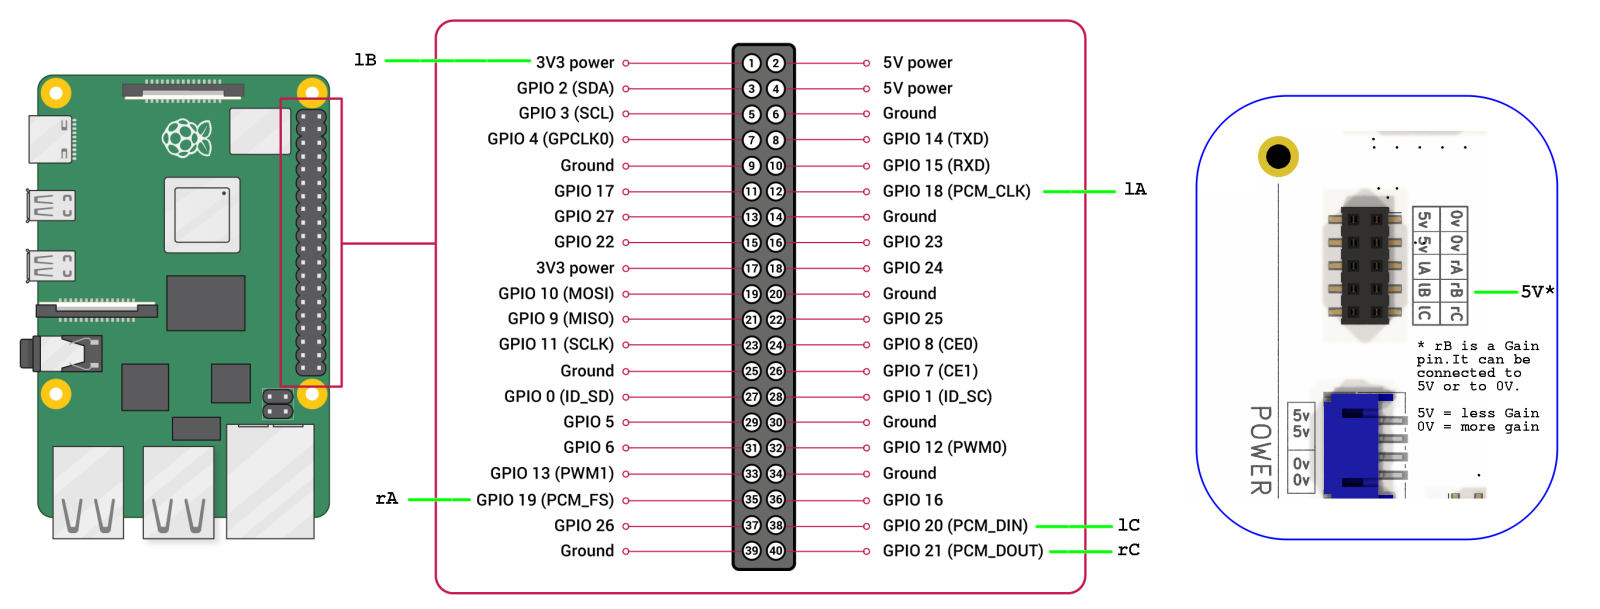 lB
3V3 power 1 2 5V power
GPIO 2 (SDA) 3 4 5V power
GPIO 3 (SCL) 5 6 Ground
GPIO 4 (GPCLK0) 7 8 GPIO 14 (TXD)
Ground 9 10 GPIO 15 (RXD)
GPIO 17 11 12 GPIO 18 (PCM_CLK) lA
GPIO 27 13 14 Ground
GPIO 22 15 16 GPIO 23
3V3 power 17 18 GPIO 24
GPIO 10 (MOSI) 19 20 Ground
GPIO 9 (MISO) 21 22 GPIO 25
GPIO 11 (SCLK) 23 24 GPIO 8 (CE0)
Ground 25 26 GPIO 7 (CE1)
GPIO 0 (ID_SD) 27 28 GPIO 1 (ID_SC)
GPIO 5 29 30 Ground
GPIO 6 31 32 GPIO 12 (PWM0)
GPIO 13 (PWM1) 33 34 Ground
rA GPIO 19 (PCM_FS) 35 36 GPIO 16
GPIO 26 37 38 GPIO 20 (PCM_DIN) lC
Ground 39 40 GPIO 21 (PCM_DOUT) rC
0v 0v rA rB rC
5v 5v lA lB lC
5V*
* rB is a Gain
pin.It can be
connected to
5V or to 0V.
5V = less Gain
0V = more gain
POWER
5v
5v
0v
0v